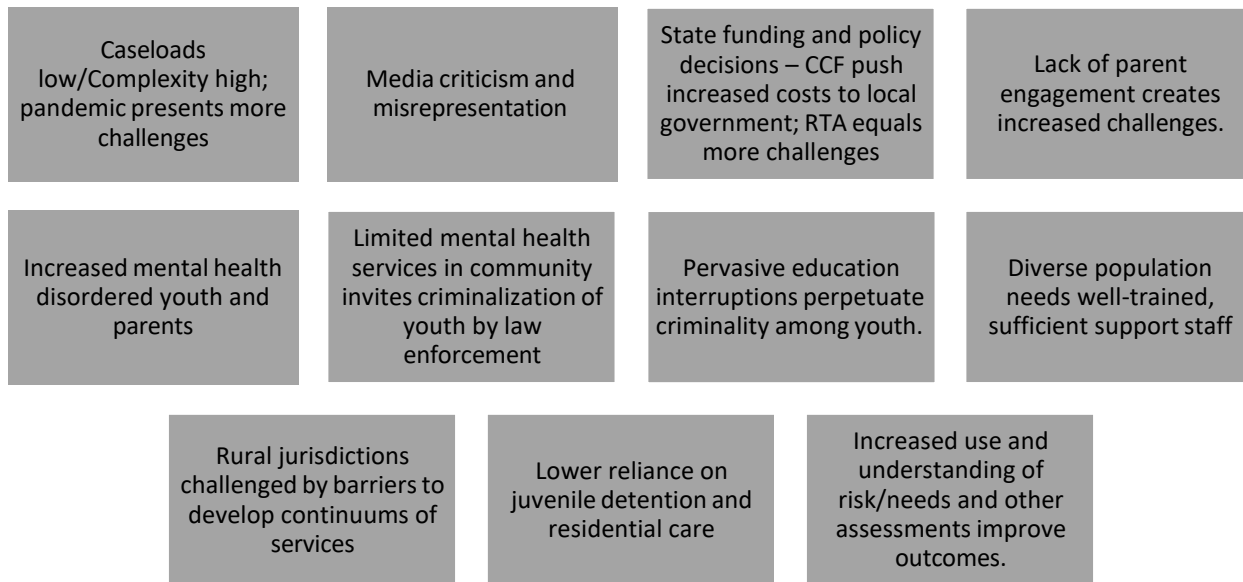 Caseloads
low/Complexity high;
pandemic presents more
challenges
Media criticism and
misrepresentation
State funding and policy
decisions – CCF push
increased costs to local
government; RTA equals
more challenges
Lack of parent
engagement creates
increased challenges.
Increased mental health
disordered youth and
parents
Limited mental health
services in community
invites criminalization of
youth by law
enforcement
Pervasive education
interruptions perpetuate
criminality among youth.
Diverse population
needs well-trained,
sufficient support staff
Rural jurisdictions
challenged by barriers to
develop continuums of
services
Lower reliance on
juvenile detention and
residential care
Increased use and
understanding of
risk/needs and other
assessments improve
outcomes.